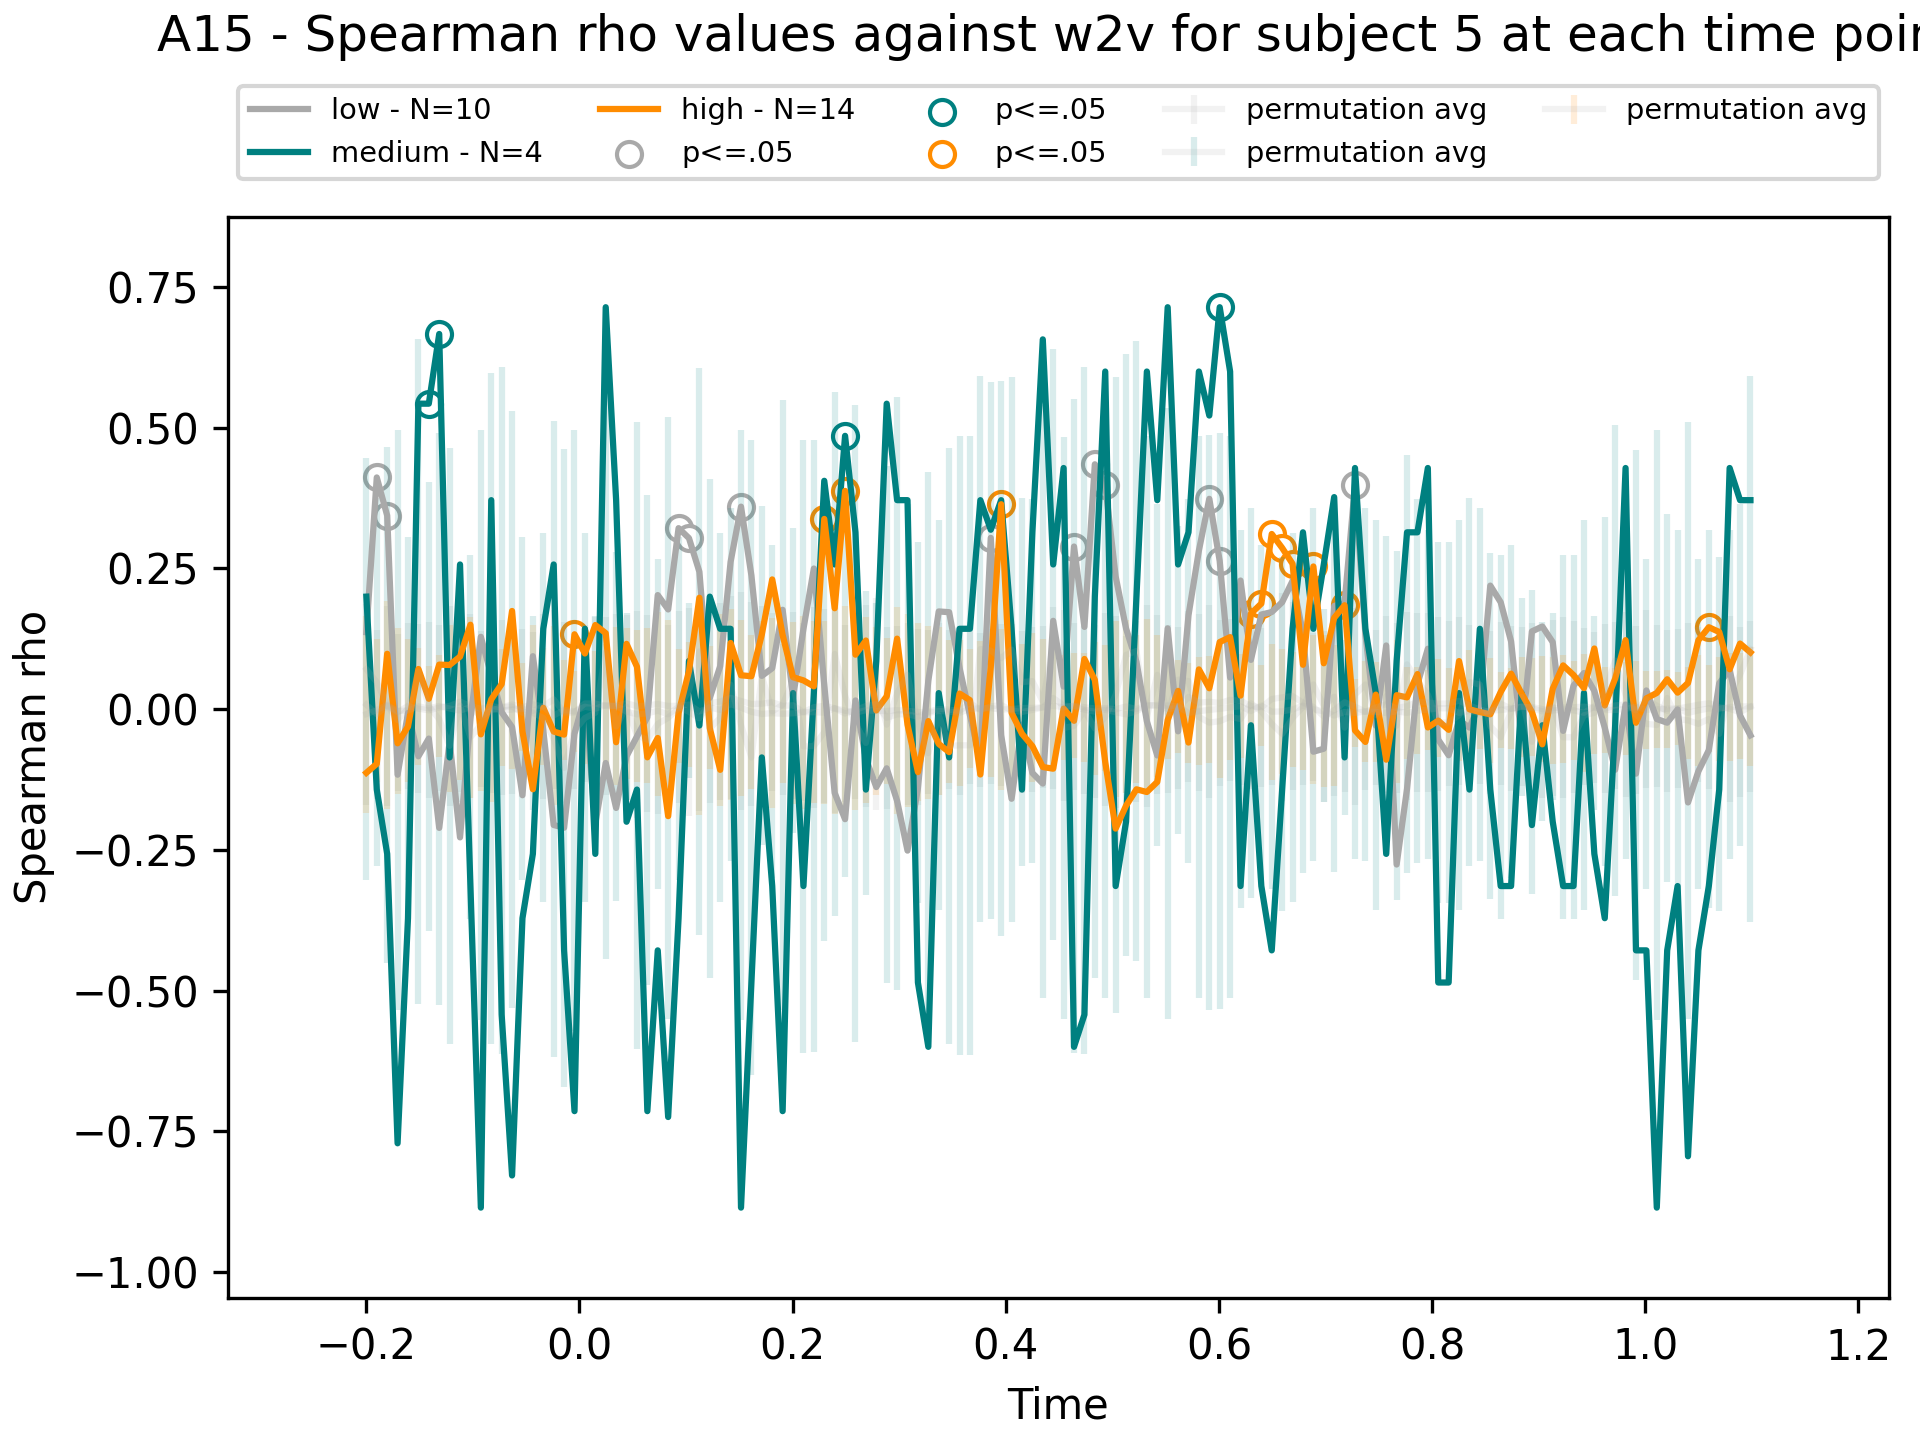 A15 - Spearman rho values against w2v for subject 5 at each time poi
low - N=10 high - N=14 p<=.05 permutation avg permutation avg
medium - N=4 p<=.05 p<=.05 permutation avg
Spearman rho
0.75
0.50
0.25
0.00
−0.25
−0.50
−0.75
−1.00
−0.2 0.0 0.2 0.4 0.6 0.8 1.0 1.2
Time